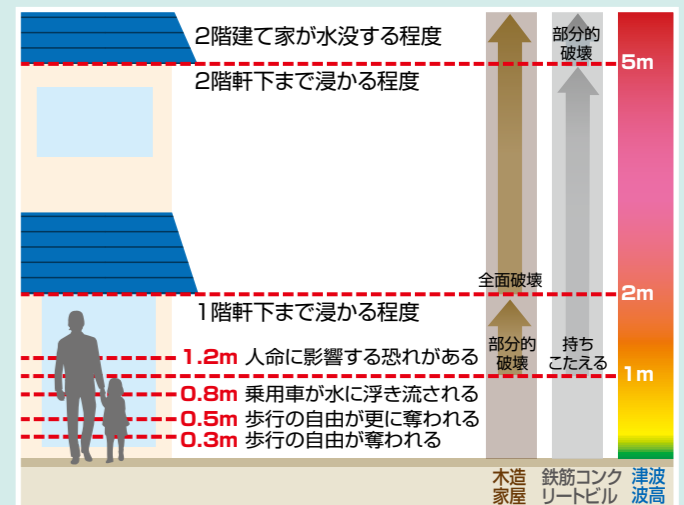 2階建て家が水没する程度
部分的
破壊
5m
2階軒下まで浸かる程度
全面破壊
2m
1階軒下まで浸かる程度
部分的
破壊
持ち
こたえる
1.2m 人命に影響する恐れがある
1m
0.8m 乗用車が水に浮き流される
0.5m 歩行の自由が更に奪われる
0.3m 歩行の自由が奪われる
木造
家屋
鉄筋コンク
リートビル
津波
波高